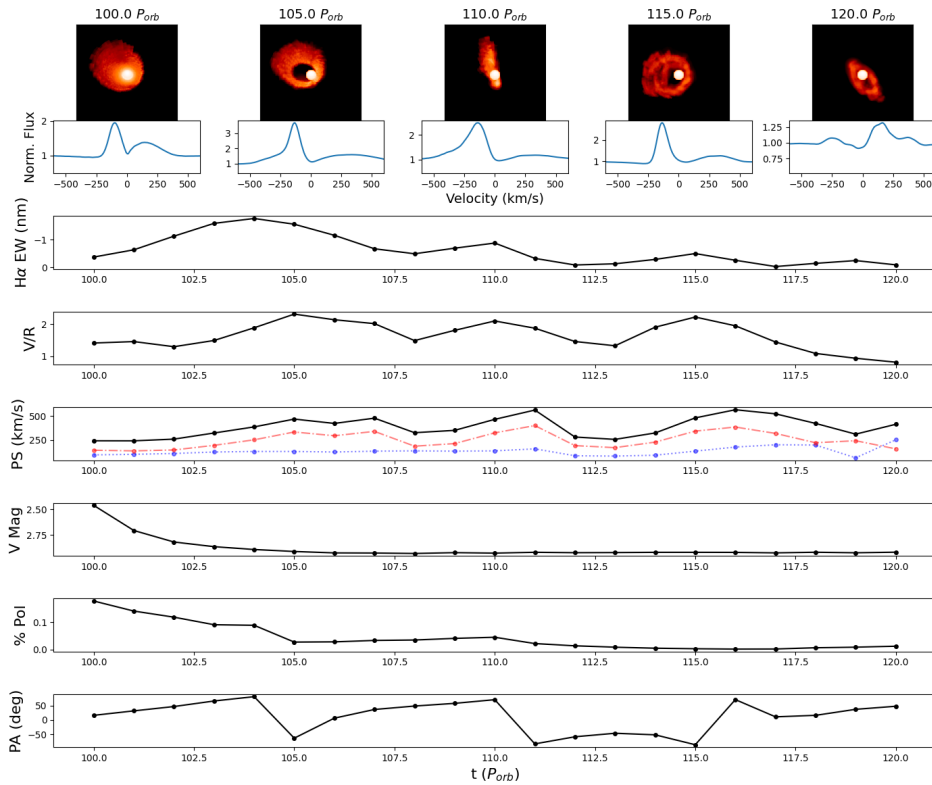 100.0 P_orb 105.0 P_orb 110.0 P_orb 115.0 P_orb 120.0 P_orb
Norm. Flux
2
1
3
2
1
2
1
2
1
1.25
1.00
0.75
−500 −250 0 250 500 −500 −250 0 250 500 −500 −250 0 250 500 −500 −250 0 250 500 −500 −250 0 250 500
Velocity (km/s)
Hα EW (nm)
−1
0
100.0 102.5 105.0 107.5 110.0 112.5 115.0 117.5 120.0
V/R
2
1
100.0 102.5 105.0 107.5 110.0 112.5 115.0 117.5 120.0
PS (km/s)
500
250
100.0 102.5 105.0 107.5 110.0 112.5 115.0 117.5 120.0
V Mag
2.50
2.75
100.0 102.5 105.0 107.5 110.0 112.5 115.0 117.5 120.0
% Pol
0.1
0.0
100.0 102.5 105.0 107.5 110.0 112.5 115.0 117.5 120.0
PA (deg)
50
0
−50
100.0 102.5 105.0 107.5 110.0 112.5 115.0 117.5 120.0
t (P_orb)